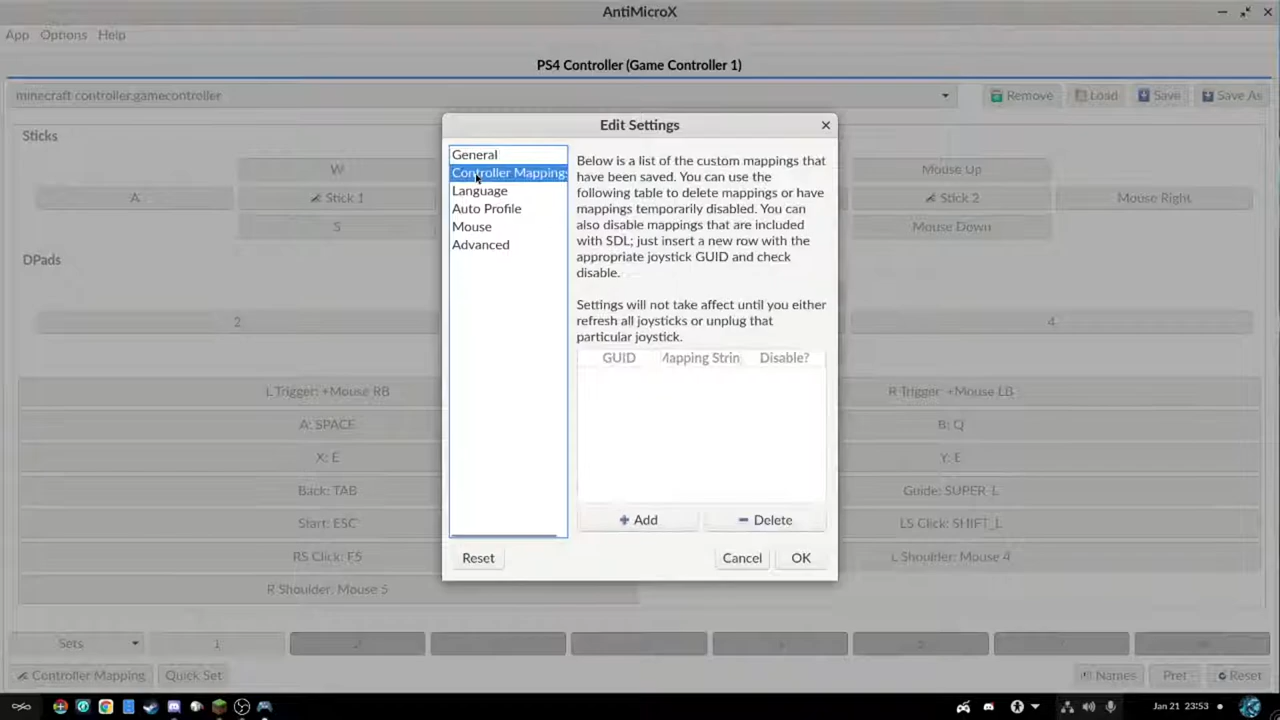 AntiMicroX
App Options Help
PS4 Controller (Game Controller 1)
minecraft controller.gamecontroller
Remove Load Save Save As
Sticks
W
A
Stick 1
S
Mouse Up
Stick 2
Mouse Right
Mouse Down
DPads
2
4
L Trigger: +Mouse RB
R Trigger: +Mouse LB
A: SPACE
B: Q
X: E
Y: E
Back: TAB
Guide: SUPER_L
Start: ESC
LS Click: SHIFT_L
RS Click: F5
L Shoulder: Mouse 4
R Shoulder: Mouse 5
Sets
1
Controller Mapping
Quick Set
Names
Pref
Reset
Edit Settings
General
Controller Mappings
Language
Auto Profile
Mouse
Advanced
Below is a list of the custom mappings that
have been saved. You can use the
following table to delete mappings or have
mappings temporarily disabled. You can
also disable mappings that are included
with SDL; just insert a new row with the
appropriate joystick GUID and check
disable.
Settings will not take affect until you either
refresh all joysticks or unplug that
particular joystick.
GUID Mapping Strin Disable?
Add
Delete
Reset
Cancel
OK
Jan 21 23:53